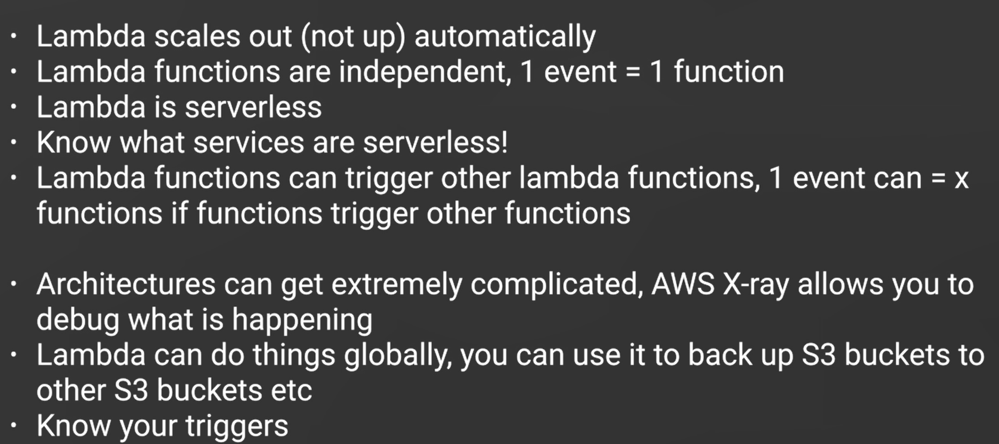 · Lambda scales out (not up) automatically
· Lambda functions are independent, 1 event = 1 function
· Lambda is serverless
· Know what services are serverless!
· Lambda functions can trigger other lambda functions, 1 event can = x
functions if functions trigger other functions
· Architectures can get extremely complicated, AWS X-ray allows you to
debug what is happening
· Lambda can do things globally, you can use it to back up S3 buckets to
other S3 buckets etc
· Know your triggers